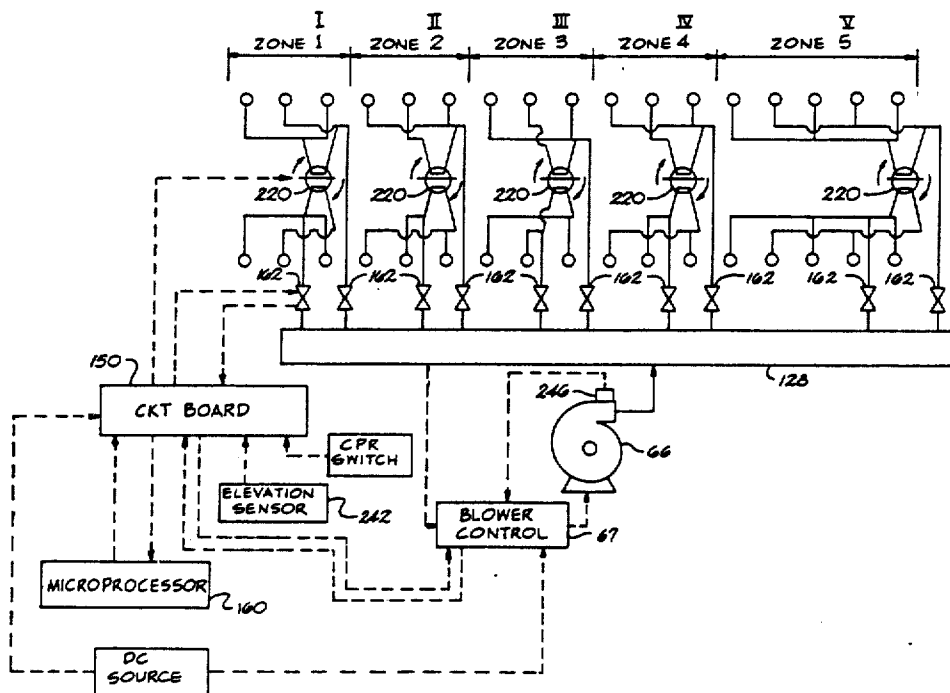 I II III IV V
ZONE 1 ZONE 2 ZONE 3 ZONE 4 ZONE 5
220 220 220 220 220
162 162 162 162 162 162 162
150
CKT BOARD
128
246
66
CPR
SWITCH
ELEVATION
SENSOR
242
BLOWER
CONTROL
67
MICROPROCESSOR
160
DC
SOURCE